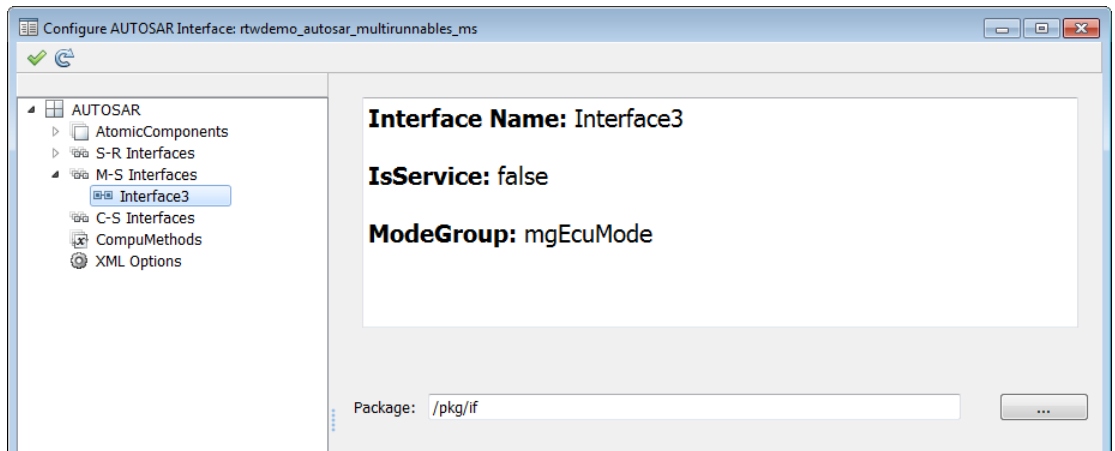 Configure AUTOSAR Interface: rtwdemo_autosar_multirunnables_ms
AUTOSAR
AtomicComponents
S-R Interfaces
M-S Interfaces
Interface3
C-S Interfaces
CompuMethods
XML Options
Interface Name: Interface3
IsService: false
ModeGroup: mgEcuMode
Package: /pkg/if
...